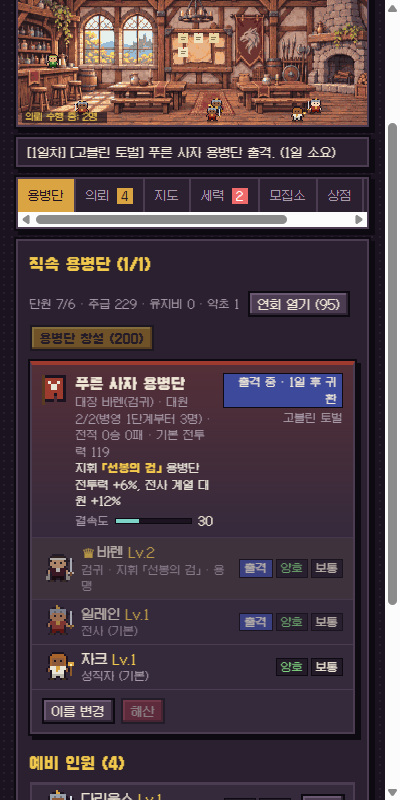 의뢰 수행 중: 2명
[1일차] [고블린 토벌] 푸른 사자 용병단 출격. (1일 소요)
용병단 의뢰 4 지도 세력 2 모집소 상점
직속 용병단 (1/1)
단원 7/6 · 주급 229 · 유지비 0 · 약초 1 연회 열기 (95)
용병단 창설 (200)
푸른 사자 용병단
출격 중 · 1일 후 귀
환
고블린 토벌
대장 바렌(검귀) · 대원
2/2(병영 1단계부터 3명) ·
전적 0승 0패 · 기본 전투
력 119
지휘 「선봉의 검」 용병단
전투력 +6%, 전사 계열 대
원 +12%
결속도 30
바렌 Lv.2
검귀 · 지휘 「선봉의 검」 · 용
명
출격 양호 보통
일레인 Lv.1
전사 (기본)
출격 양호 보통
자크 Lv.1
성직자 (기본)
양호 보통
이름 변경 해산
예비 인원 (4)